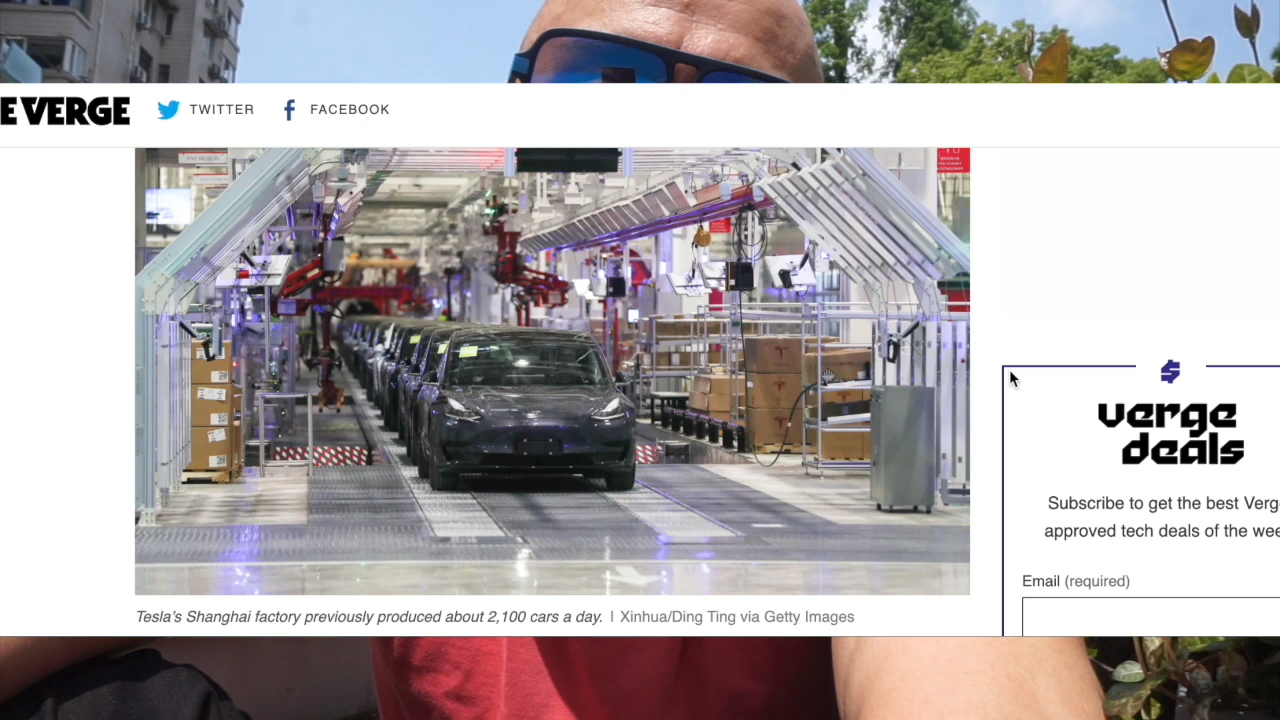 E VERGE
TWITTER
FACEBOOK
verge
deals
Subscribe to get the best Verg
approved tech deals of the wee
Email (required)
Tesla's Shanghai factory previously produced about 2,100 cars a day. | Xinhua/Ding Ting via Getty Images